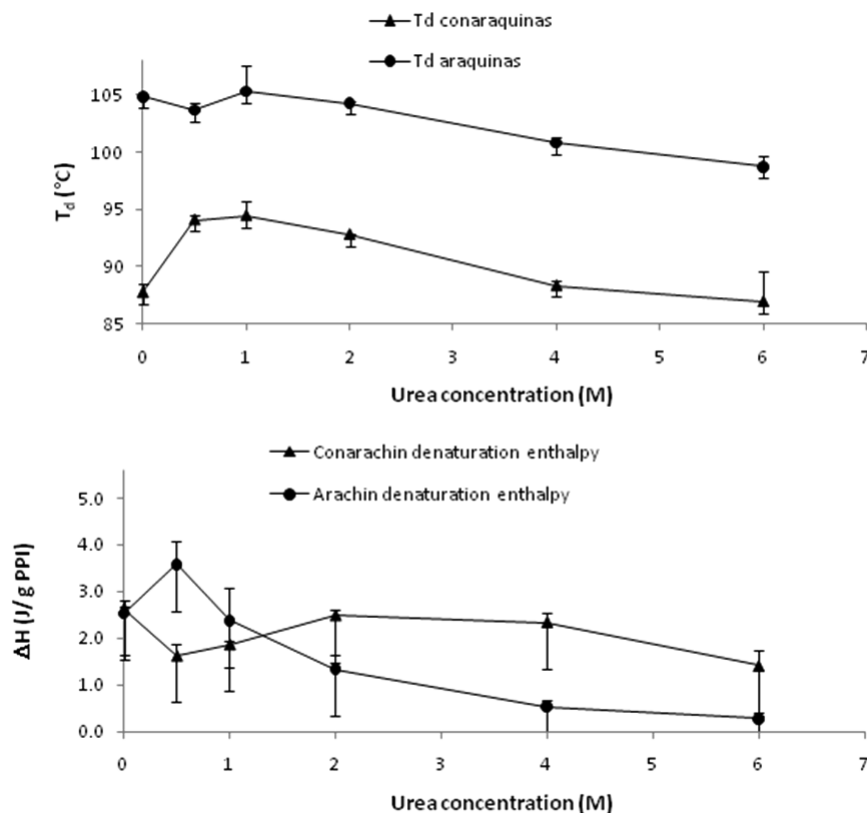 Td conaraquinas
Td araquinas
105
100
95
90
85
Td (°C)
0 1 2 3 4 5 6 7
Urea concentration (M)
Conarachin denaturation enthalpy
Arachin denaturation enthalpy
5.0
4.0
3.0
2.0
1.0
0.0
ΔH (J/g PPI)
0 1 2 3 4 5 6 7
Urea concentration (M)